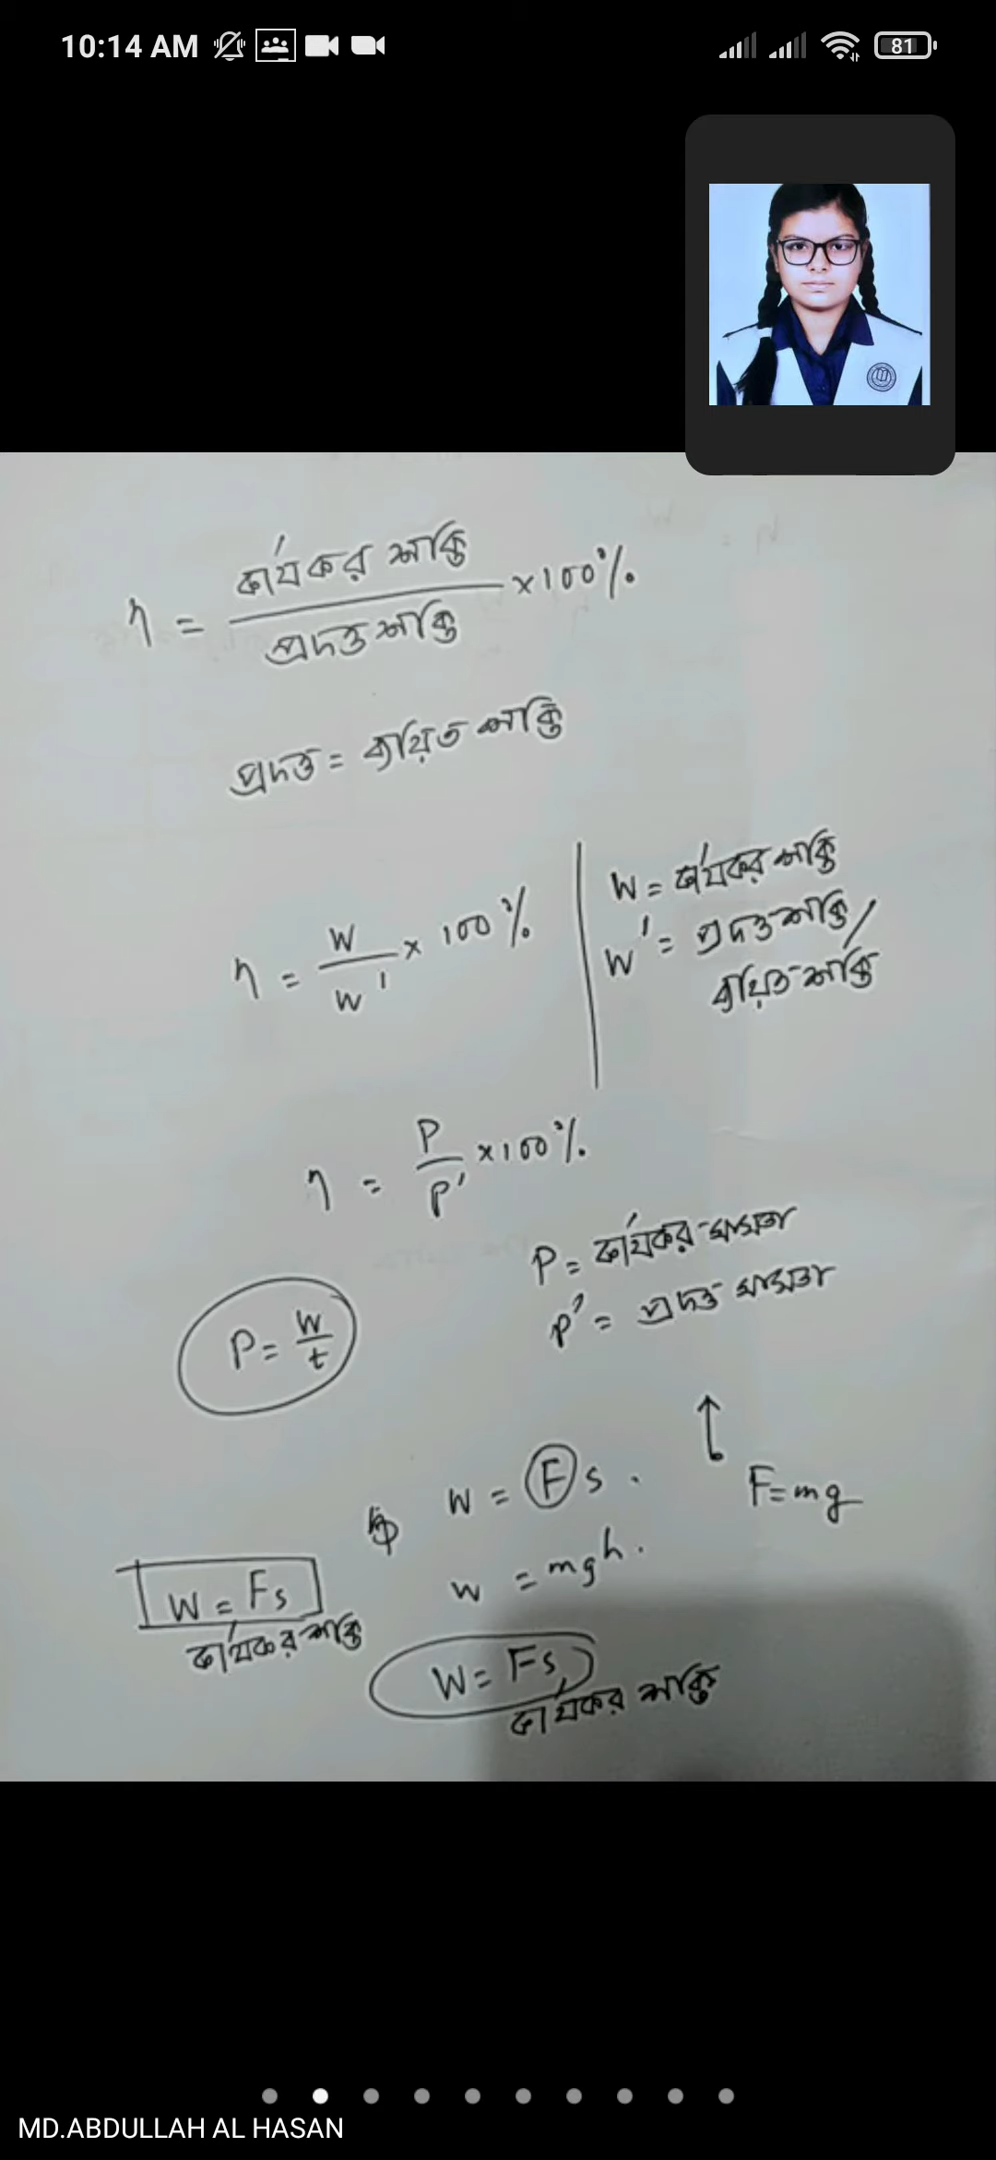 10:14 AM
81
η = কার্যকর শক্তি / প্রদত্ত শক্তি × 100%
প্রদত্ত = ব্যয়িত শক্তি
W = কার্যকর শক্তি
η = W / W' × 100%
W' = প্রদত্ত শক্তি/
ব্যয়িত শক্তি
η = P / P' × 100%
P = কার্যকর ক্ষমতা
P' = প্রদত্ত ক্ষমতা
P = W / t
W = Fs.
F = mg
W = mgh.
W = Fs
কার্যকর শক্তি
W = Fs
কার্যকর শক্তি
MD.ABDULLAH AL HASAN